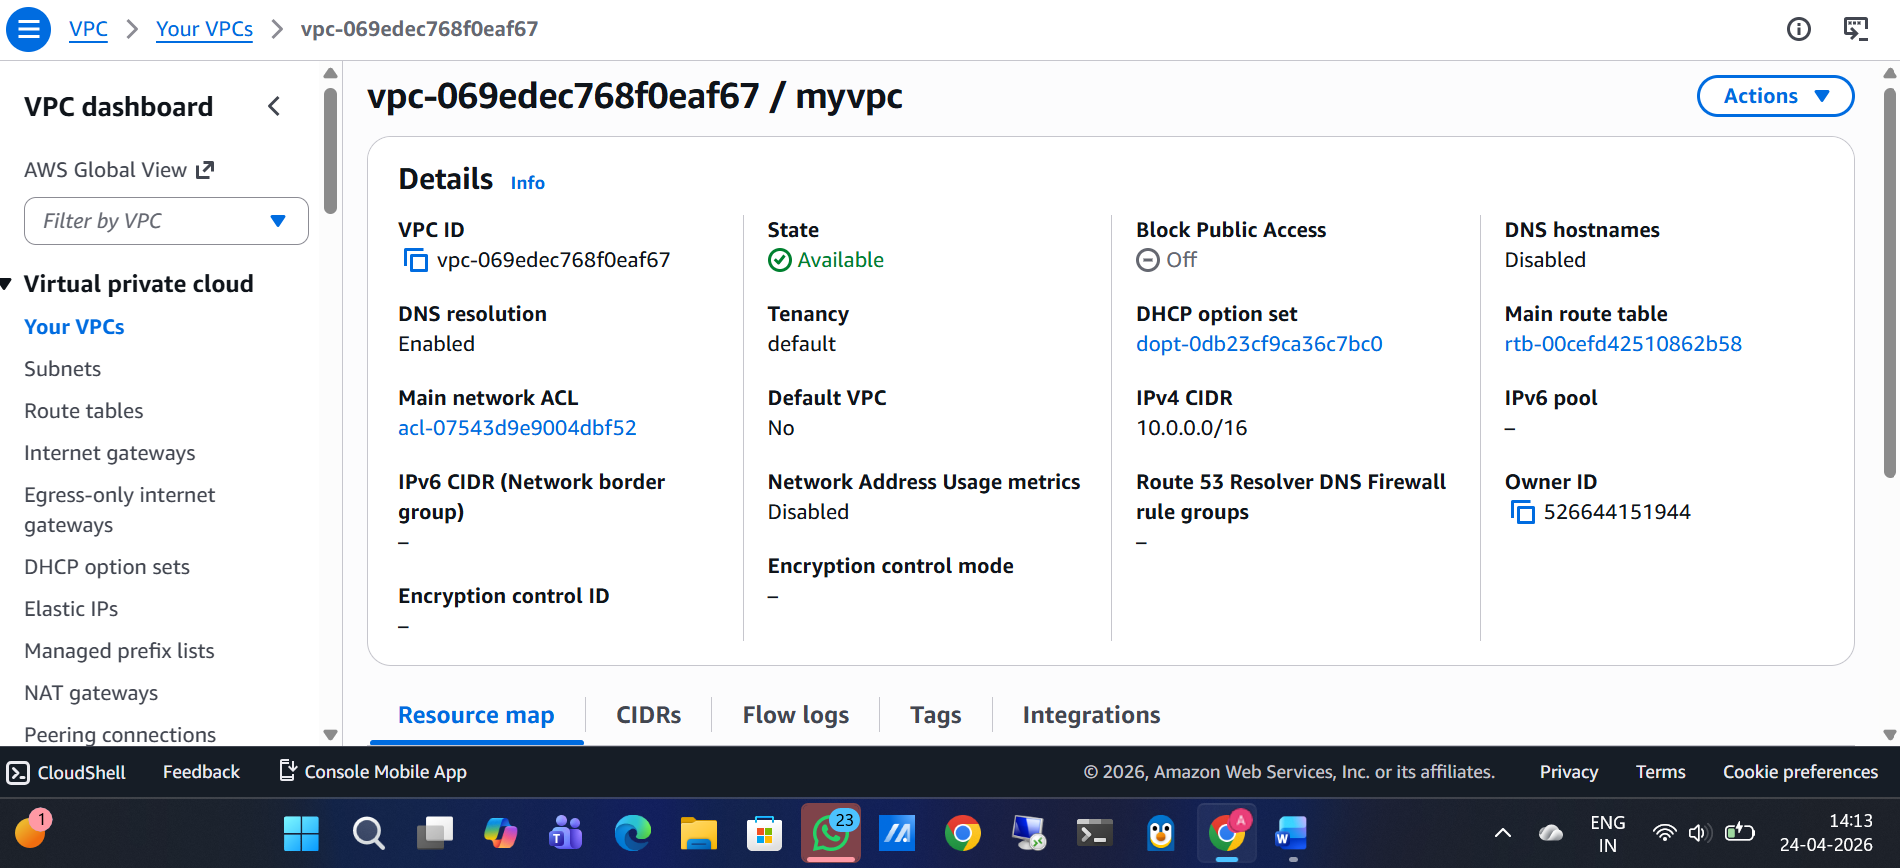 VPC > Your VPCs > vpc-069edec768f0eaf67
VPC dashboard
AWS Global View
Filter by VPC
Virtual private cloud
Your VPCs
Subnets
Route tables
Internet gateways
Egress-only internet
gateways
DHCP option sets
Elastic IPs
Managed prefix lists
NAT gateways
Peering connections
vpc-069edec768f0eaf67 / myvpc
Actions
Details Info
VPC ID
vpc-069edec768f0eaf67
State
Available
Block Public Access
Off
DNS hostnames
Disabled
DNS resolution
Enabled
Tenancy
default
DHCP option set
dopt-0db23cf9ca36c7bc0
Main route table
rtb-00cefd42510862b58
Main network ACL
acl-07543d9e9004dbf52
Default VPC
No
IPv4 CIDR
10.0.0.0/16
IPv6 pool
–
IPv6 CIDR (Network border
group)
–
Network Address Usage metrics
Disabled
Route 53 Resolver DNS Firewall
rule groups
–
Owner ID
526644151944
Encryption control ID
–
Encryption control mode
–
Resource map
CIDRs
Flow logs
Tags
Integrations
CloudShell
Feedback
Console Mobile App
© 2026, Amazon Web Services, Inc. or its affiliates.
Privacy
Terms
Cookie preferences
1
T
23
A
W
ENG
IN
14:13
24-04-2026